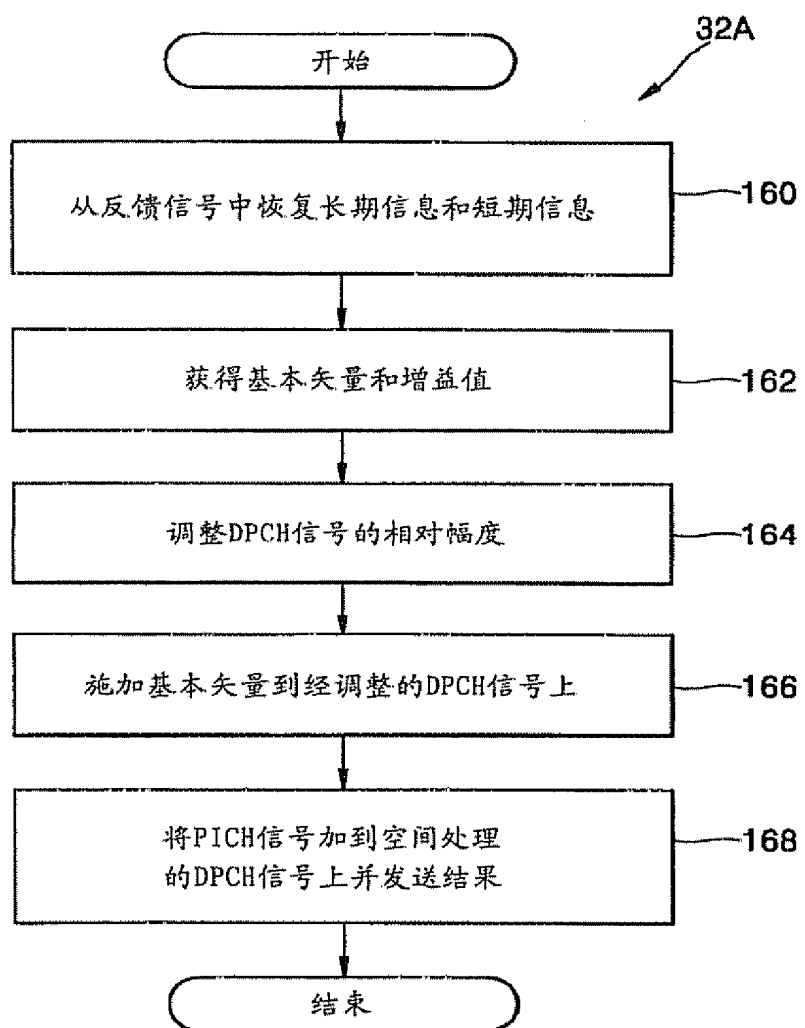 32A
开始
从反馈信号中恢复长期信息和短期信息
160
获得基本矢量和增益值
162
调整DPCH信号的相对幅度
164
施加基本矢量到经调整的DPCH信号上
166
将PICH信号加到空间处理
的DPCH信号上并发送结果
168
结束